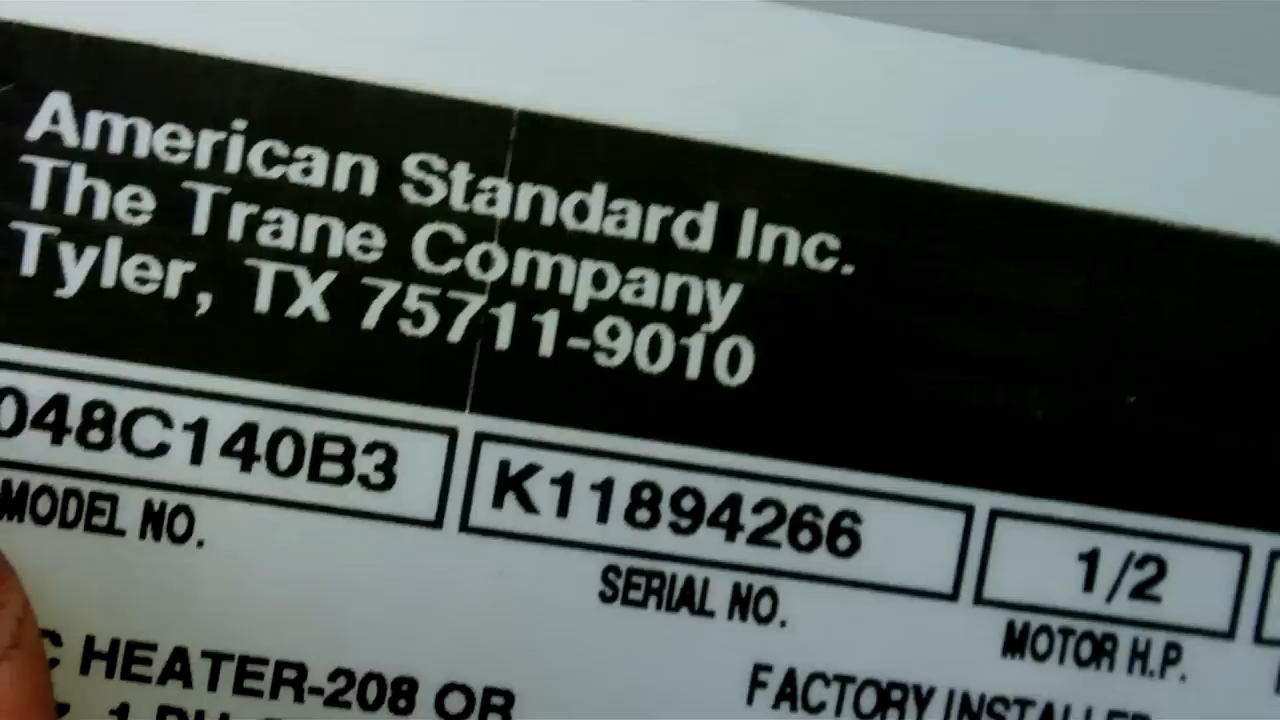 American Standard Inc.
The Trane Company
Tyler, TX 75711-9010
048C140B3
K11894266
1/2
MODEL NO.
SERIAL NO.
MOTOR H.P.
C HEATER-208 OR
FACTORY INSTALLED